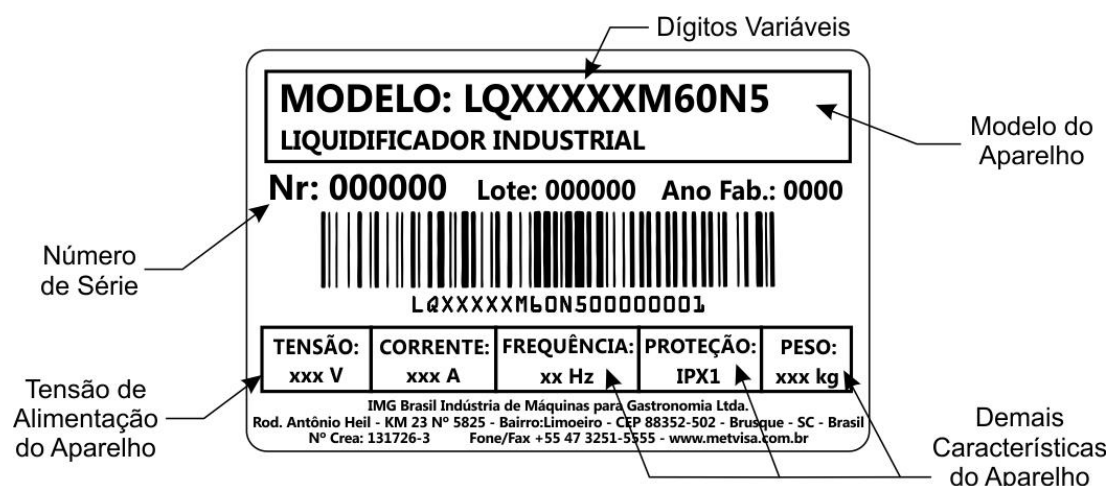 Dígitos Variáveis
MODELO: LQXXXXXM60N5
LIQUIDIFICADOR INDUSTRIAL
Modelo do
Aparelho
Nr: 000000 Lote: 000000 Ano Fab.: 0000
Número
de Série
LQXXXXXM60N500000001
TENSÃO: CORRENTE: FREQUÊNCIA: PROTEÇÃO: PESO:
xxx V xxx A xx Hz IPX1 xxx kg
Tensão de
Alimentação
do Aparelho
IMG Brasil Indústria de Máquinas para Gastronomia Ltda.
Rod. Antônio Heil - KM 23 Nº 5825 - Bairro:Limoeiro - CEP 88352-502 - Brusque - SC - Brasil
Nº Crea: 131726-3 Fone/Fax +55 47 3251-5555 - www.metvisa.com.br
Demais
Características
do Aparelho